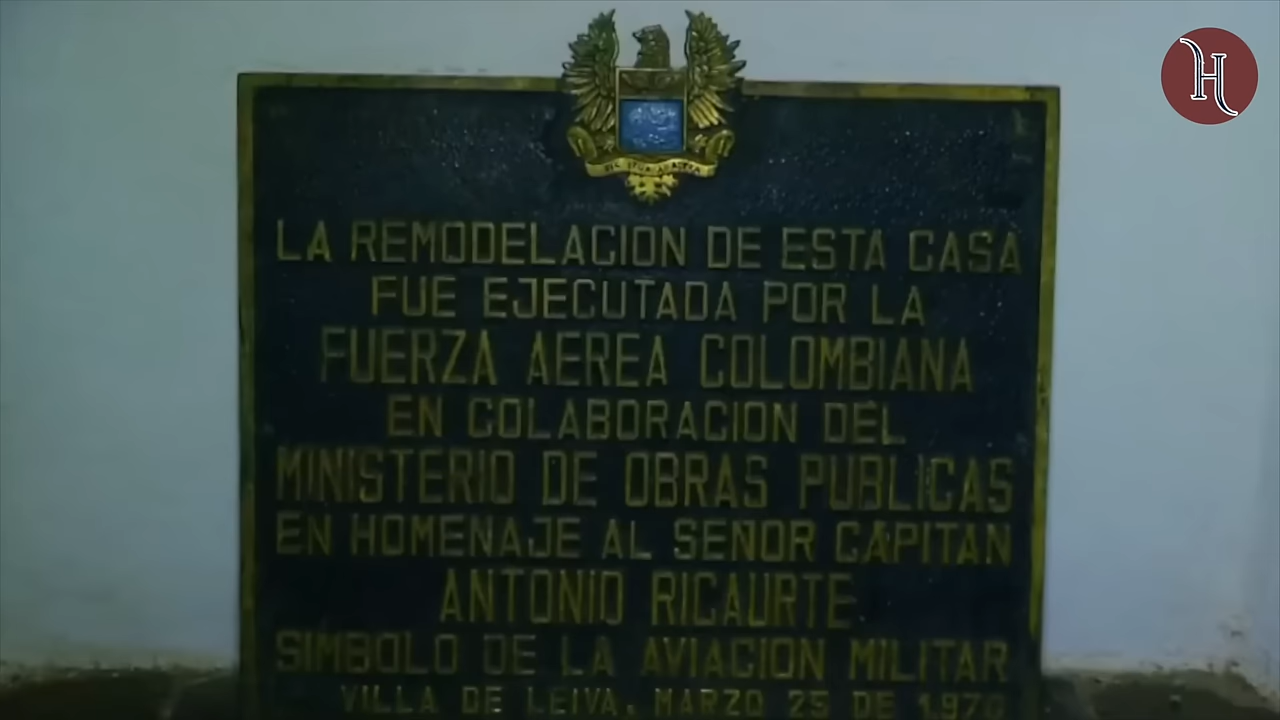 LA REMODELACION DE ESTA CASA
FUE EJECUTADA POR LA
FUERZA AEREA COLOMBIANA
EN COLABORACION DEL
MINISTERIO DE OBRAS PUBLICAS
EN HOMENAJE AL SEÑOR CAPITAN
ANTONIO RICAURTE
SIMBOLO DE LA AVIACION MILITAR
VILLA DE LEIVA, MARZO 25 DE
H